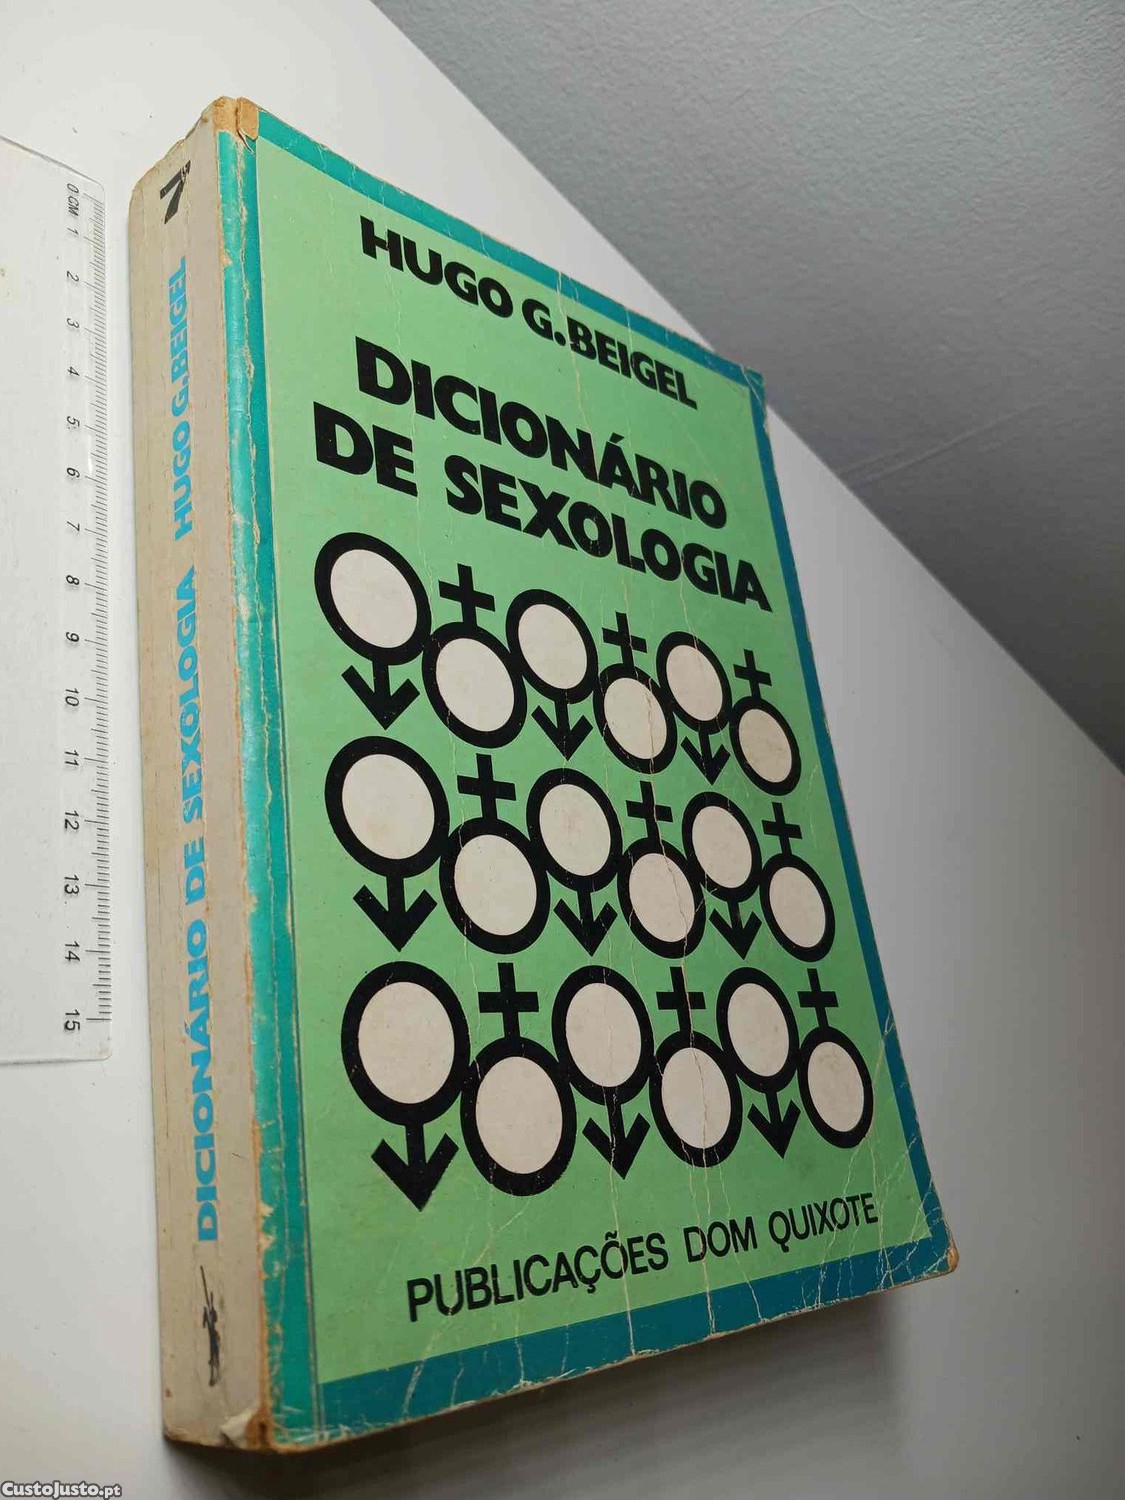 HUGO G. BEIGEL
DICIONÁRIO
DE SEXOLOGIA
PUBLICAÇÕES DOM QUIXOTE
DICIONÁRIO DE SEXOLOGIA HUGO G. BEIGEL
0 CM 1 2 3 4 5 6 7 8 9 10 11 12 13 14 15
CustoJusto.pt